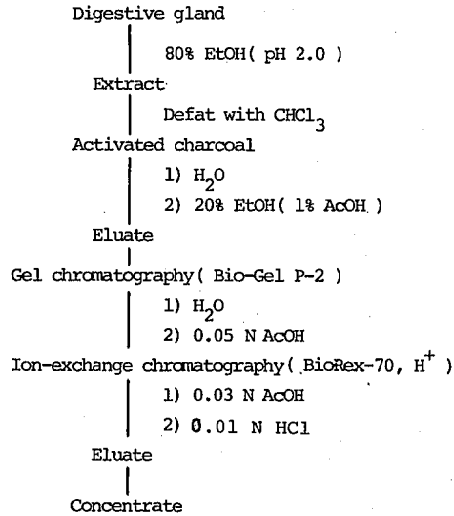 Digestive gland
80% EtOH( pH 2.0 )
Extract
Defat with CHCl3
Activated charcoal
1) H2O
2) 20% EtOH( 1% AcOH )
Eluate
Gel chromatography( Bio-Gel P-2 )
1) H2O
2) 0.05 N AcOH
Ion-exchange chromatography( BioRex-70, H+ )
1) 0.03 N AcOH
2) 0.01 N HCl
Eluate
Concentrate